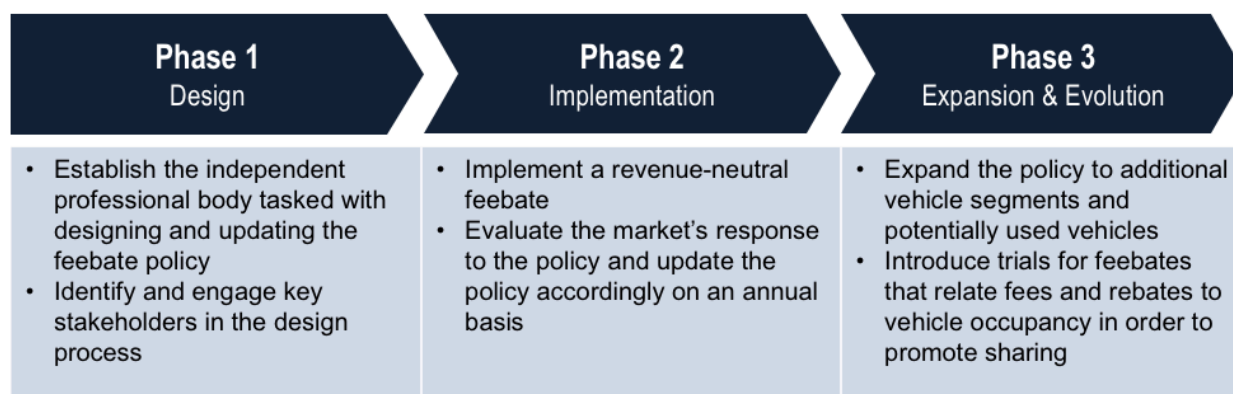 Phase 1
Design
Phase 2
Implementation
Phase 3
Expansion & Evolution
• Establish the independent
professional body tasked with
designing and updating the
feebate policy
• Identify and engage key
stakeholders in the design
process
• Implement a revenue-neutral
feebate
• Evaluate the market’s response
to the policy and update the
policy accordingly on an annual
basis
• Expand the policy to additional
vehicle segments and
potentially used vehicles
• Introduce trials for feebates
that relate fees and rebates to
vehicle occupancy in order to
promote sharing